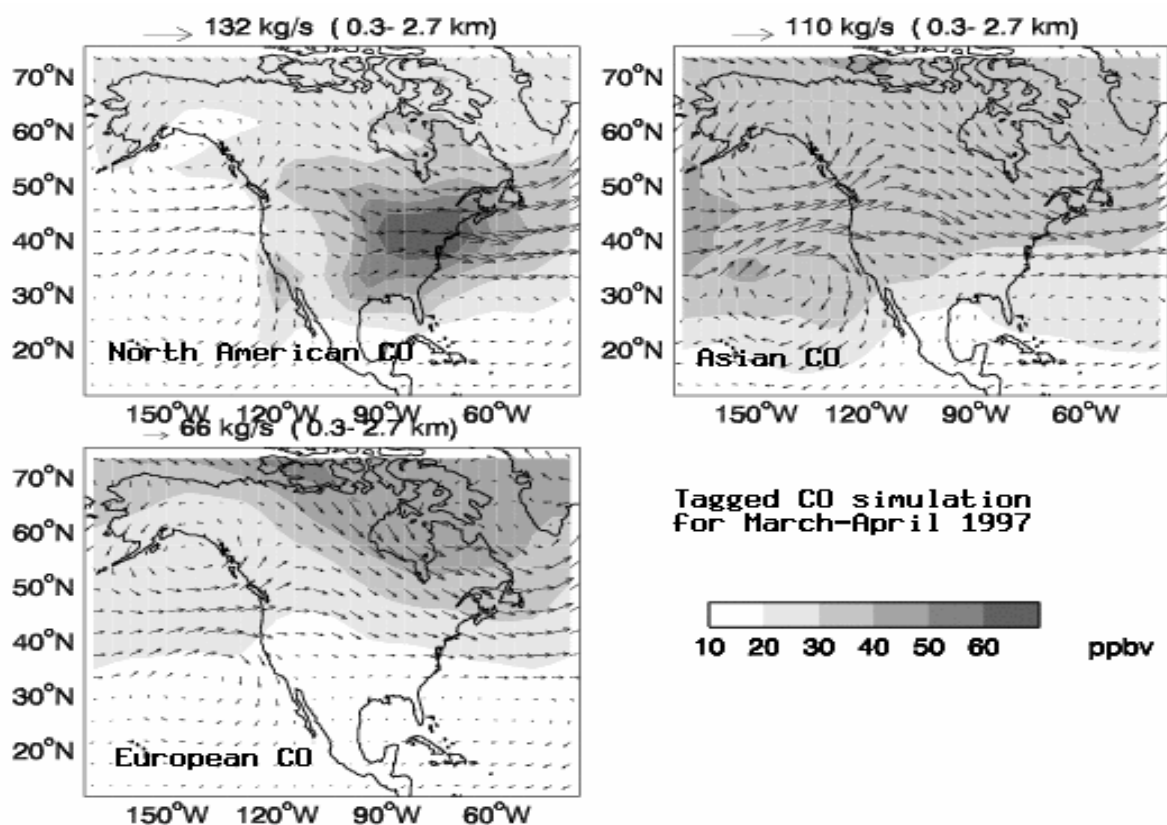 132 kg/s ( 0.3- 2.7 km)
110 kg/s ( 0.3- 2.7 km)
70°N
60°N
50°N
40°N
30°N
20°N
North American CO
150°W 120°W 90°W 60°W
70°N
60°N
50°N
40°N
30°N
20°N
Asian CO
150°W 120°W 90°W 60°W
66 kg/s ( 0.3- 2.7 km)
70°N
60°N
50°N
40°N
30°N
20°N
European CO
150°W 120°W 90°W 60°W
Tagged CO simulation
for March-April 1997
10 20 30 40 50 60 ppbv